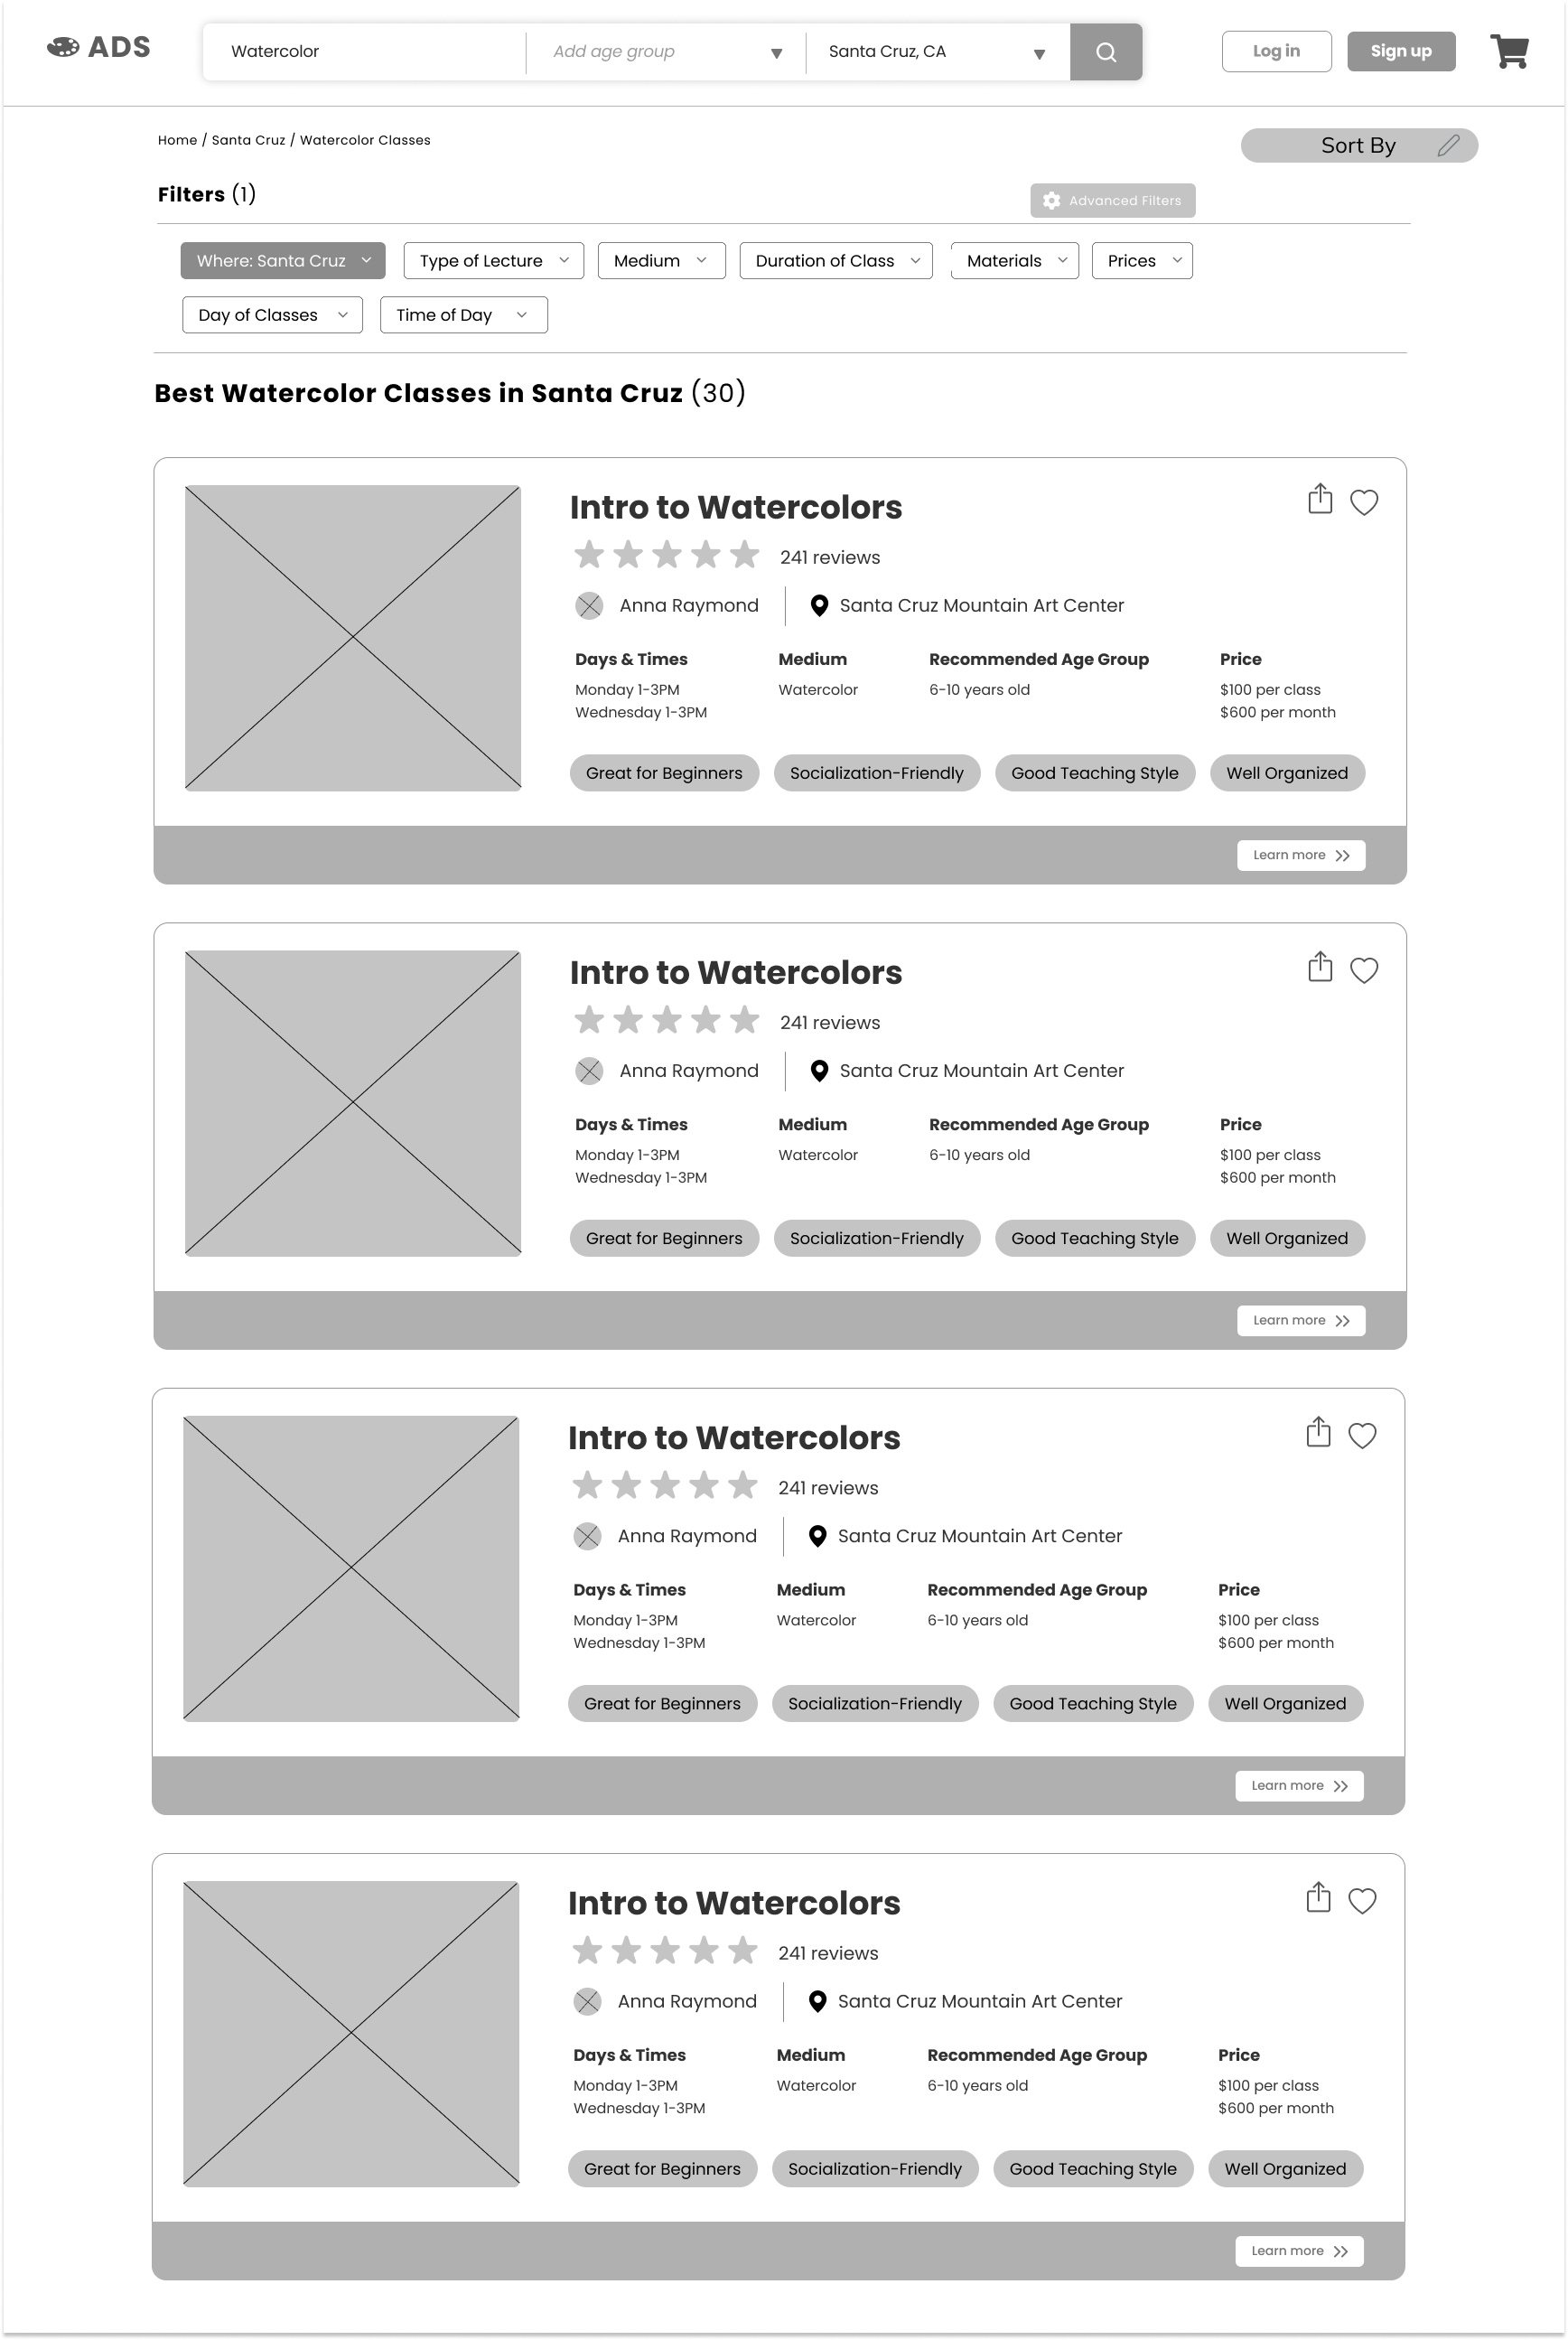 ADS
Watercolor
Add age group
Santa Cruz, CA
Log in
Sign up
Home / Santa Cruz / Watercolor Classes
Sort By
Filters (1)
Advanced Filters
Where: Santa Cruz
Type of Lecture
Medium
Duration of Class
Materials
Prices
Day of Classes
Time of Day
Best Watercolor Classes in Santa Cruz (30)
Intro to Watercolors
241 reviews
Anna Raymond
Santa Cruz Mountain Art Center
Days & Times
Monday 1-3PM
Wednesday 1-3PM
Medium
Watercolor
Recommended Age Group
6-10 years old
Price
$100 per class
$600 per month
Great for Beginners
Socialization-Friendly
Good Teaching Style
Well Organized
Learn more
Intro to Watercolors
241 reviews
Anna Raymond
Santa Cruz Mountain Art Center
Days & Times
Monday 1-3PM
Wednesday 1-3PM
Medium
Watercolor
Recommended Age Group
6-10 years old
Price
$100 per class
$600 per month
Great for Beginners
Socialization-Friendly
Good Teaching Style
Well Organized
Learn more
Intro to Watercolors
241 reviews
Anna Raymond
Santa Cruz Mountain Art Center
Days & Times
Monday 1-3PM
Wednesday 1-3PM
Medium
Watercolor
Recommended Age Group
6-10 years old
Price
$100 per class
$600 per month
Great for Beginners
Socialization-Friendly
Good Teaching Style
Well Organized
Learn more
Intro to Watercolors
241 reviews
Anna Raymond
Santa Cruz Mountain Art Center
Days & Times
Monday 1-3PM
Wednesday 1-3PM
Medium
Watercolor
Recommended Age Group
6-10 years old
Price
$100 per class
$600 per month
Great for Beginners
Socialization-Friendly
Good Teaching Style
Well Organized
Learn more